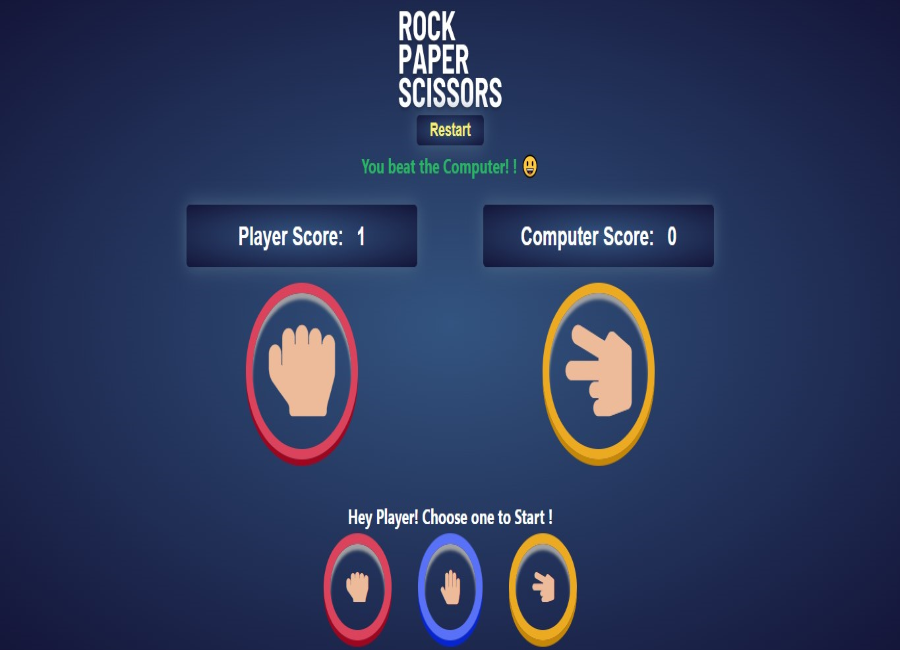 ROCK
PAPER
SCISSORS
Restart
You beat the Computer! ! 😃
Player Score: 1
Computer Score: 0
Hey Player! Choose one to Start !